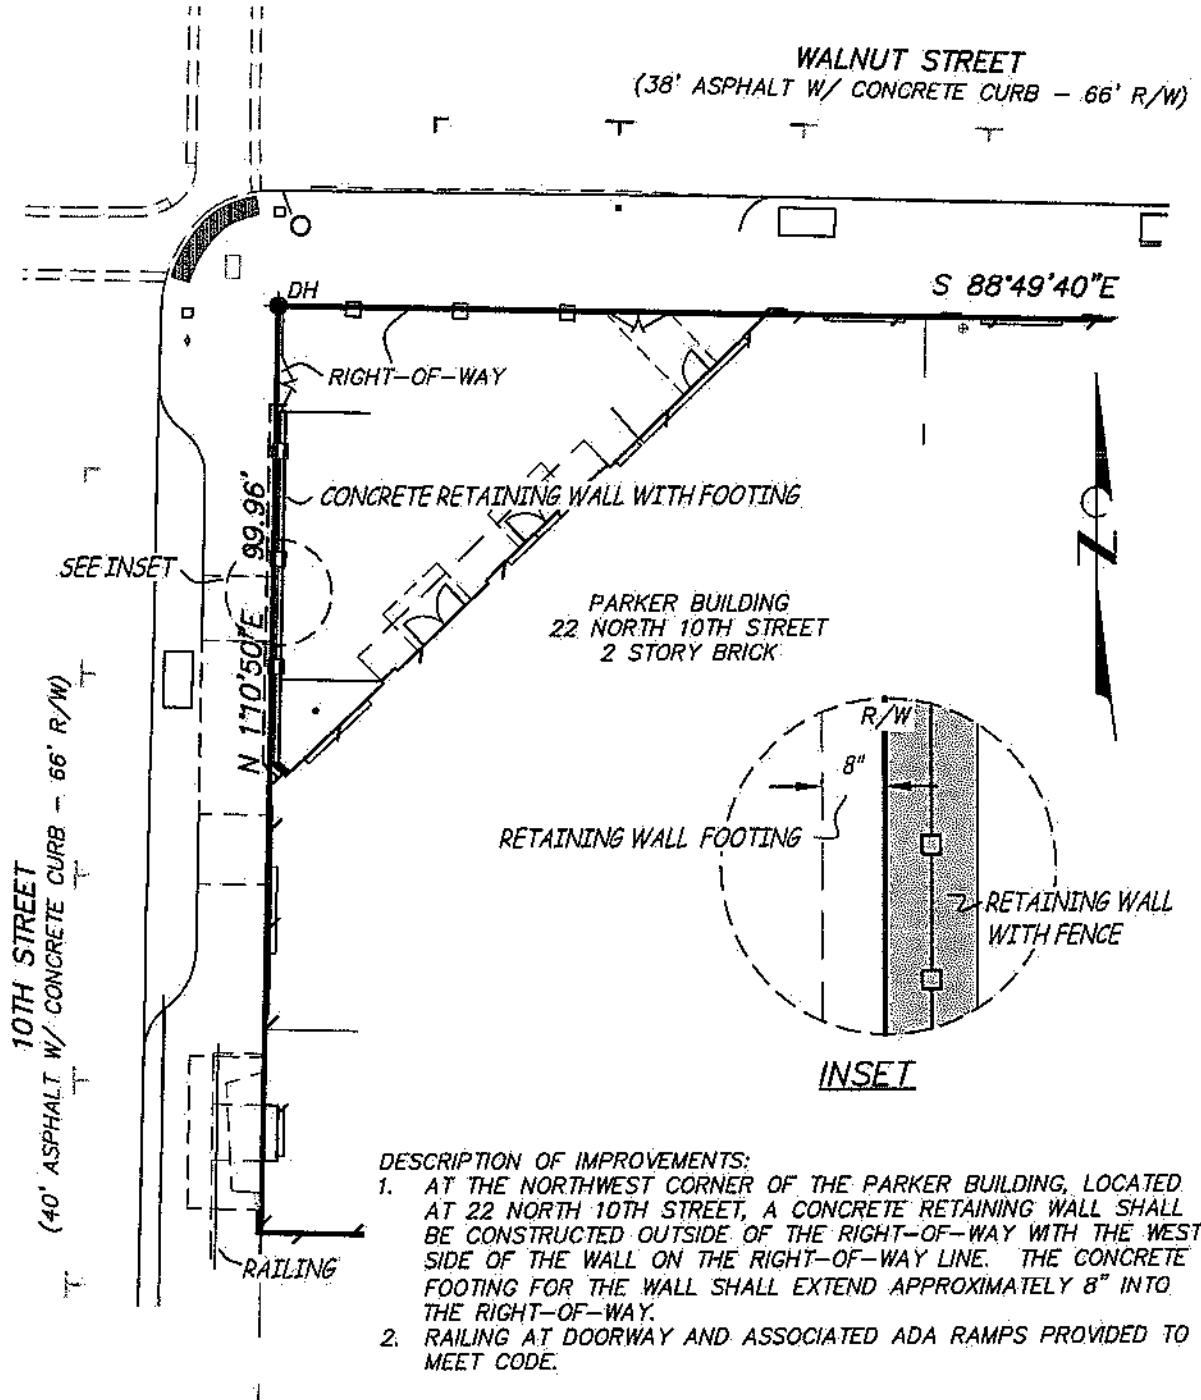 WALNUT STREET
(38' ASPHALT W/ CONCRETE CURB - 66' R/W)
DH
S 88°49'40"E
RIGHT-OF-WAY
CONCRETE RETAINING WALL WITH FOOTING
N 1°10'50"E 99.96'
SEE INSET
Z
PARKER BUILDING
22 NORTH 10TH STREET
2 STORY BRICK
10TH STREET
(40' ASPHALT W/ CONCRETE CURB - 66' R/W)
R/W
8"
RETAINING WALL FOOTING
RETAINING WALL
WITH FENCE
INSET
RAILING
DESCRIPTION OF IMPROVEMENTS:
1. AT THE NORTHWEST CORNER OF THE PARKER BUILDING, LOCATED
AT 22 NORTH 10TH STREET, A CONCRETE RETAINING WALL SHALL
BE CONSTRUCTED OUTSIDE OF THE RIGHT-OF-WAY WITH THE WEST
SIDE OF THE WALL ON THE RIGHT-OF-WAY LINE. THE CONCRETE
FOOTING FOR THE WALL SHALL EXTEND APPROXIMATELY 8" INTO
THE RIGHT-OF-WAY.
2. RAILING AT DOORWAY AND ASSOCIATED ADA RAMPS PROVIDED TO
MEET CODE.